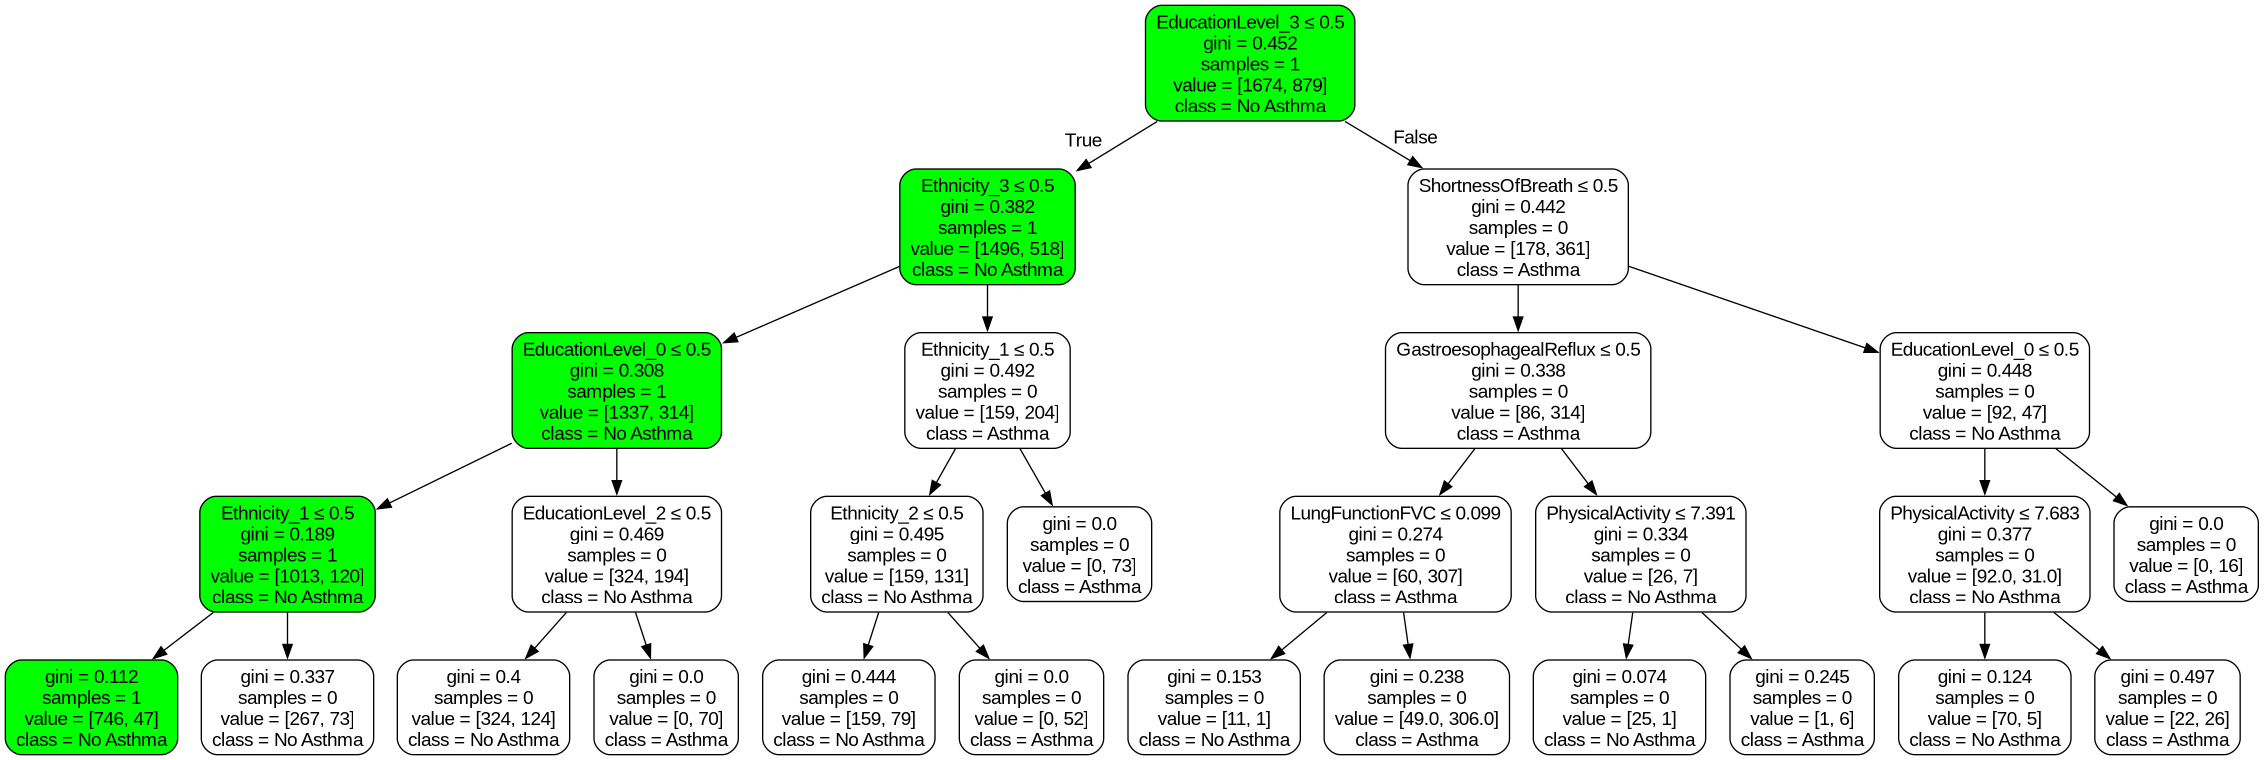 EducationLevel_3 ≤ 0.5
gini = 0.452
samples = 1
value = [1674, 879]
class = No Asthma
True
False
Ethnicity_3 ≤ 0.5
gini = 0.382
samples = 1
value = [1496, 518]
class = No Asthma
ShortnessOfBreath ≤ 0.5
gini = 0.442
samples = 0
value = [178, 361]
class = Asthma
EducationLevel_0 ≤ 0.5
gini = 0.308
samples = 1
value = [1337, 314]
class = No Asthma
Ethnicity_1 ≤ 0.5
gini = 0.492
samples = 0
value = [159, 204]
class = Asthma
GastroesophagealReflux ≤ 0.5
gini = 0.338
samples = 0
value = [86, 314]
class = Asthma
EducationLevel_0 ≤ 0.5
gini = 0.448
samples = 0
value = [92, 47]
class = No Asthma
Ethnicity_1 ≤ 0.5
gini = 0.189
samples = 1
value = [1013, 120]
class = No Asthma
EducationLevel_2 ≤ 0.5
gini = 0.469
samples = 0
value = [324, 194]
class = No Asthma
Ethnicity_2 ≤ 0.5
gini = 0.495
samples = 0
value = [159, 131]
class = No Asthma
gini = 0.0
samples = 0
value = [0, 73]
class = Asthma
LungFunctionFVC ≤ 0.099
gini = 0.274
samples = 0
value = [60, 307]
class = Asthma
PhysicalActivity ≤ 7.391
gini = 0.334
samples = 0
value = [26, 7]
class = No Asthma
PhysicalActivity ≤ 7.683
gini = 0.377
samples = 0
value = [92.0, 31.0]
class = No Asthma
gini = 0.0
samples = 0
value = [0, 16]
class = Asthma
gini = 0.112
samples = 1
value = [746, 47]
class = No Asthma
gini = 0.337
samples = 0
value = [267, 73]
class = No Asthma
gini = 0.4
samples = 0
value = [324, 124]
class = No Asthma
gini = 0.0
samples = 0
value = [0, 70]
class = Asthma
gini = 0.444
samples = 0
value = [159, 79]
class = No Asthma
gini = 0.0
samples = 0
value = [0, 52]
class = Asthma
gini = 0.153
samples = 0
value = [11, 1]
class = No Asthma
gini = 0.238
samples = 0
value = [49.0, 306.0]
class = Asthma
gini = 0.074
samples = 0
value = [25, 1]
class = No Asthma
gini = 0.245
samples = 0
value = [1, 6]
class = Asthma
gini = 0.124
samples = 0
value = [70, 5]
class = No Asthma
gini = 0.497
samples = 0
value = [22, 26]
class = Asthma